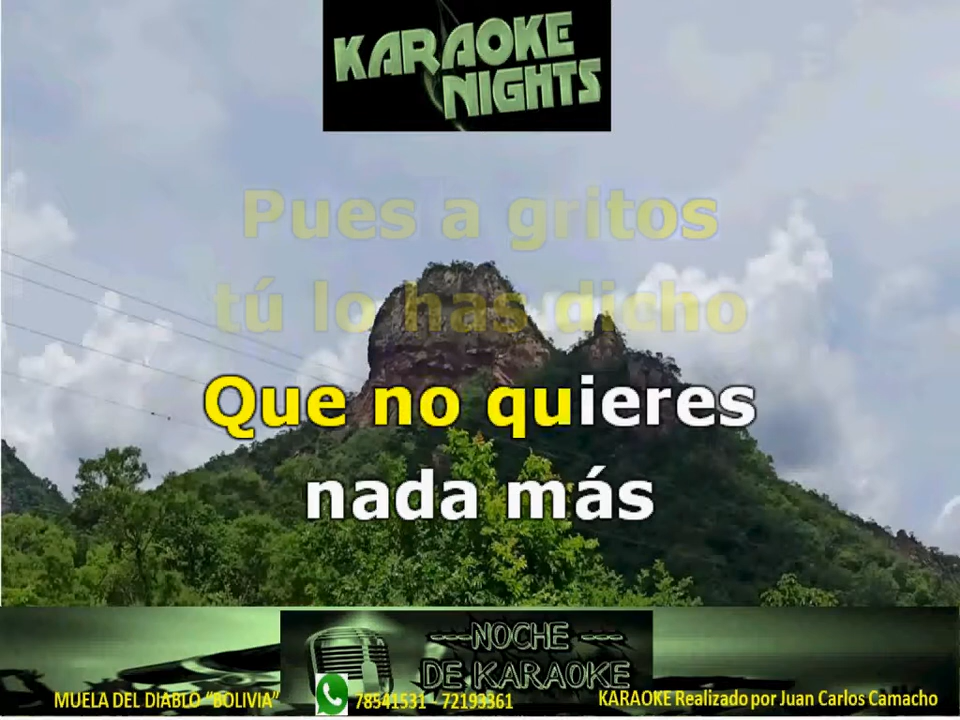 KARAOKE
NIGHTS
Pues a gritos
tú lo has dicho
Que no quieres
nada más
---NOCHE ---
DE KARAOKE
MUELA DEL DIABLO "BOLIVIA"
78541531 - 72193361
KARAOKE Realizado por Juan Carlos Camacho